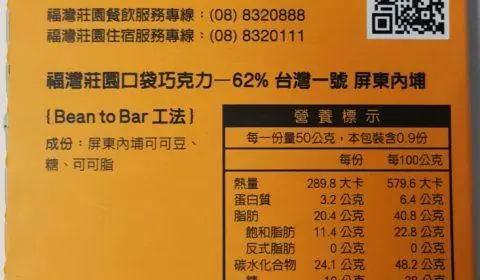 福灣莊園餐飲服務專線：(08) 8320888
福灣莊園住宿服務專線：(08) 8320111
福灣莊園口袋巧克力—62% 台灣一號 屏東內埔
{ Bean to Bar 工法 }
成份：屏東內埔可可豆、
糖、可可脂
營養標示
每一份量50公克，本包裝含0.9份
每份 每100公克
熱量 289.8 大卡 579.6 大卡
蛋白質 3.2 公克 6.4 公克
脂肪 20.4 公克 40.8 公克
飽和脂肪 11.4 公克 22.8 公克
反式脂肪 0 公克 0 公克
碳水化合物 24.1 公克 48.2 公克